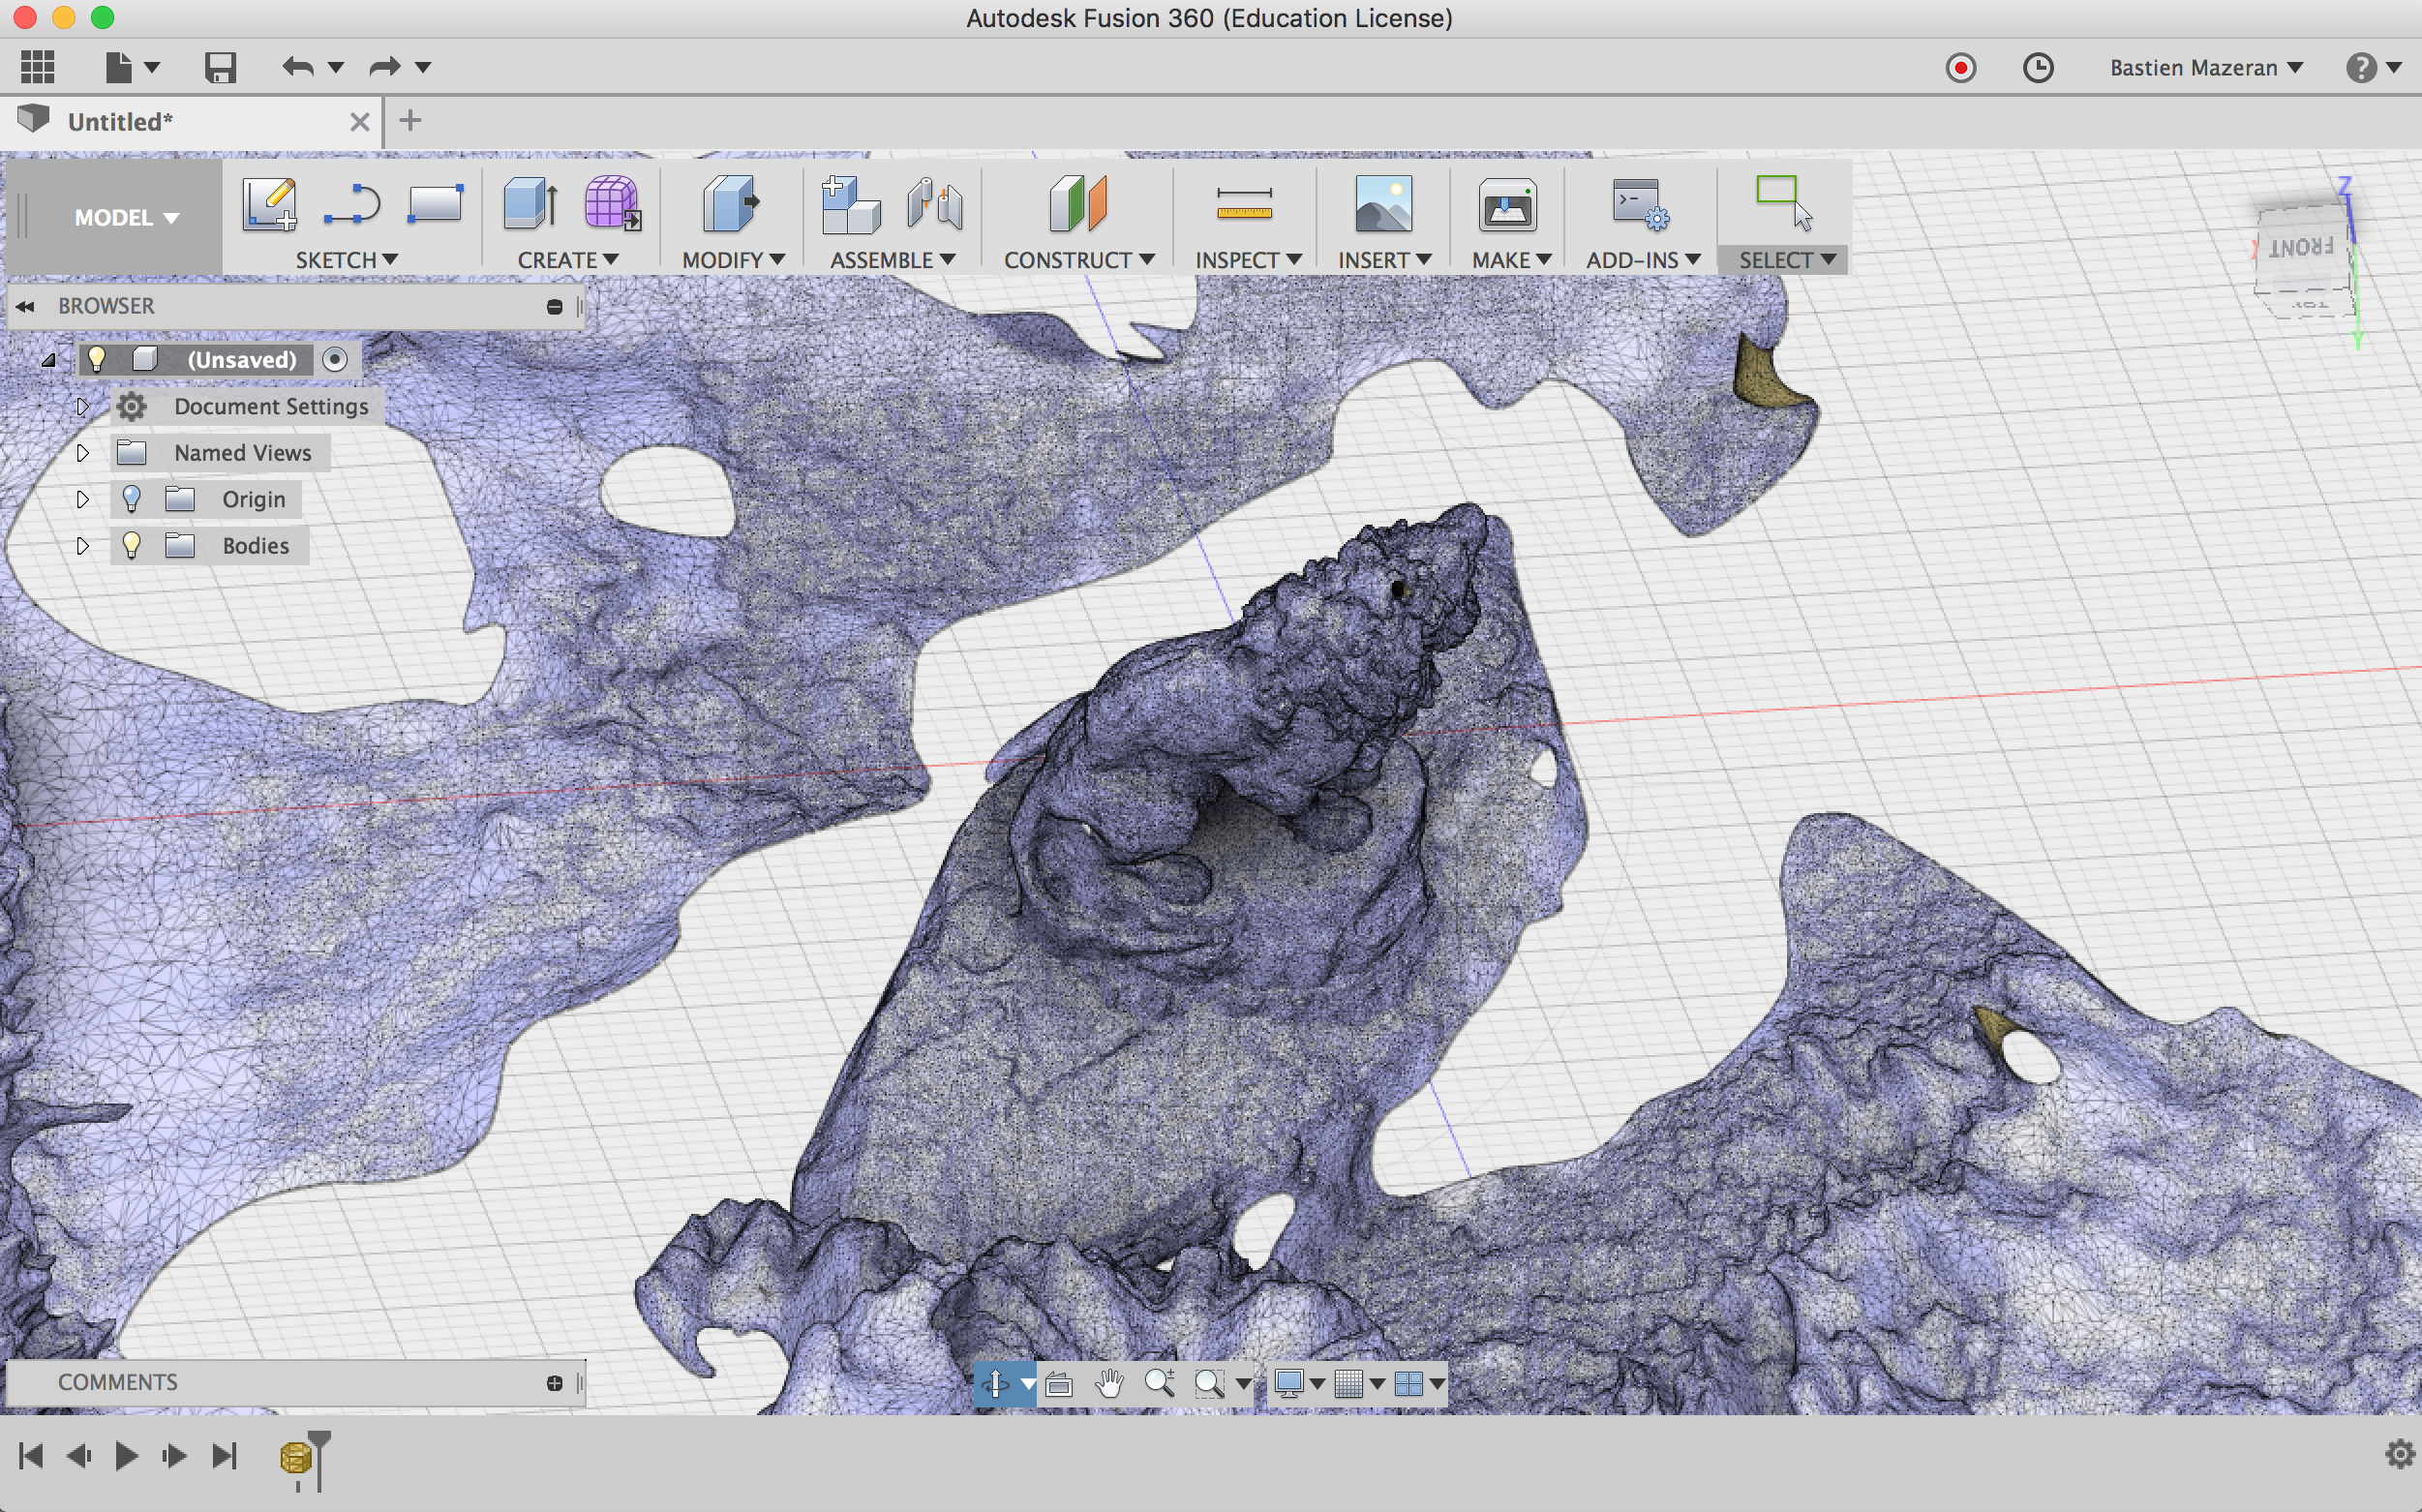 Autodesk Fusion 360 (Education License)
Bastien Mazeran
Untitled*
MODEL
SKETCH
CREATE
MODIFY
ASSEMBLE
CONSTRUCT
INSPECT
INSERT
MAKE
ADD-INS
SELECT
Z
X
FRONT
TOP
Y
BROWSER
(Unsaved)
Document Settings
Named Views
Origin
Bodies
COMMENTS